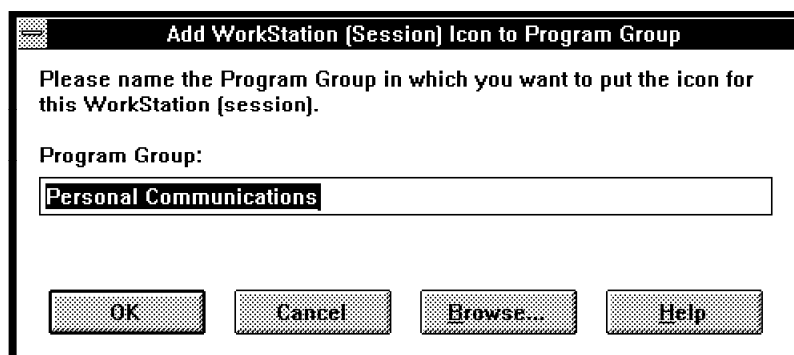 Add WorkStation (Session) Icon to Program Group
Please name the Program Group in which you want to put the icon for
this WorkStation (session).
Program Group:
Personal Communications
OK Cancel Browse... Help